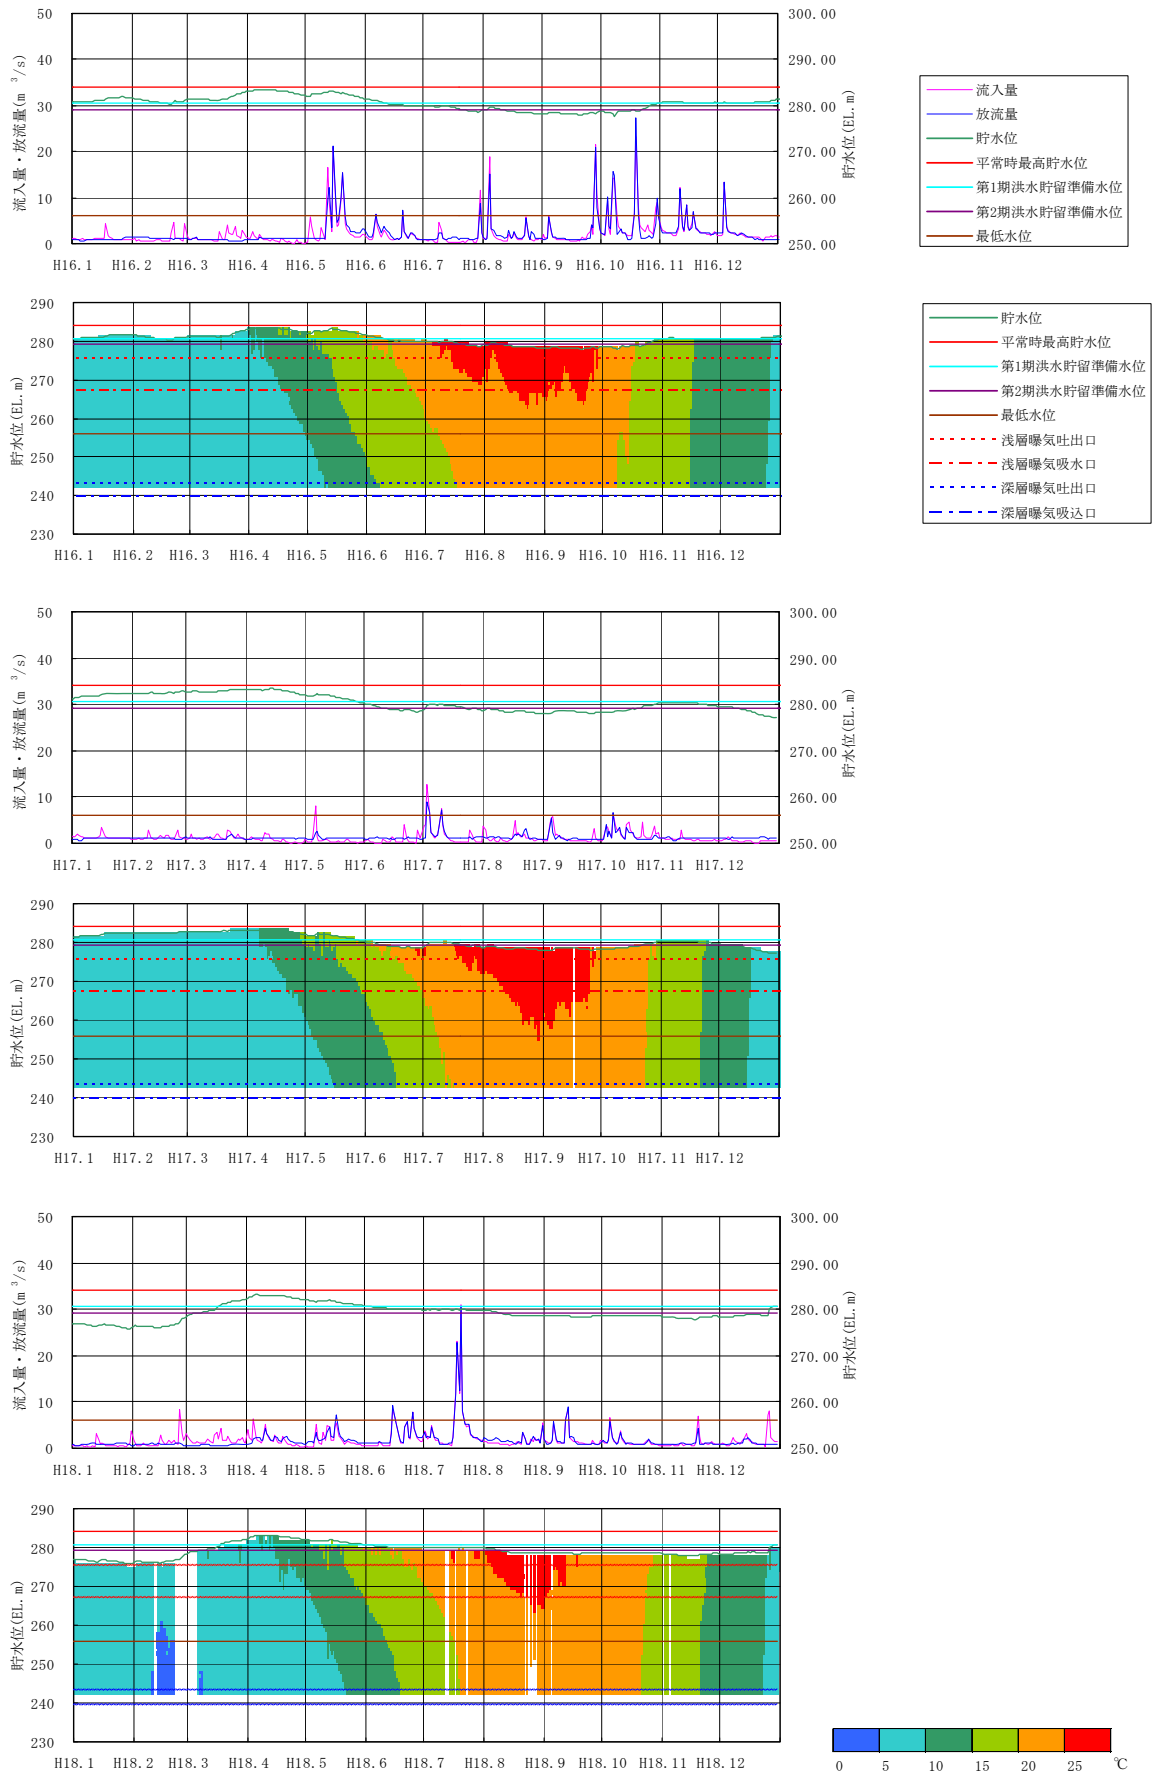 50
40
30
20
10
0
流入量・放流量(m³/s)
300.00
290.00
280.00
270.00
260.00
250.00
貯水位(EL.m)
H16.1 H16.2 H16.3 H16.4 H16.5 H16.6 H16.7 H16.8 H16.9 H16.10 H16.11 H16.12
流入量
放流量
貯水位
平常時最高貯水位
第1期洪水貯留準備水位
第2期洪水貯留準備水位
最低水位
290
280
270
260
250
240
230
貯水位(EL.m)
H16.1 H16.2 H16.3 H16.4 H16.5 H16.6 H16.7 H16.8 H16.9 H16.10 H16.11 H16.12
貯水位
平常時最高貯水位
第1期洪水貯留準備水位
第2期洪水貯留準備水位
最低水位
浅層曝気吐出口
浅層曝気吸水口
深層曝気吐出口
深層曝気吸込口
50
40
30
20
10
0
流入量・放流量(m³/s)
300.00
290.00
280.00
270.00
260.00
250.00
貯水位(EL.m)
H17.1 H17.2 H17.3 H17.4 H17.5 H17.6 H17.7 H17.8 H17.9 H17.10 H17.11 H17.12
290
280
270
260
250
240
230
貯水位(EL.m)
H17.1 H17.2 H17.3 H17.4 H17.5 H17.6 H17.7 H17.8 H17.9 H17.10 H17.11 H17.12
50
40
30
20
10
0
流入量・放流量(m³/s)
300.00
290.00
280.00
270.00
260.00
250.00
貯水位(EL.m)
H18.1 H18.2 H18.3 H18.4 H18.5 H18.6 H18.7 H18.8 H18.9 H18.10 H18.11 H18.12
290
280
270
260
250
240
230
貯水位(EL.m)
H18.1 H18.2 H18.3 H18.4 H18.5 H18.6 H18.7 H18.8 H18.9 H18.10 H18.11 H18.12
0 5 10 15 20 25 ℃